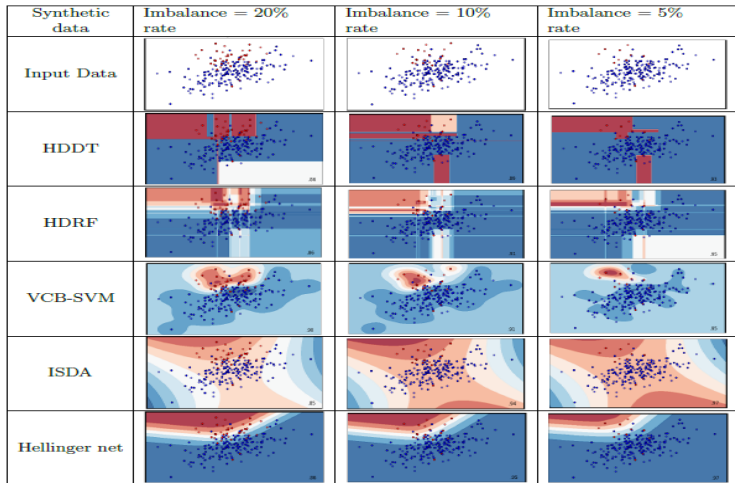 Synthetic data
Imbalance = 20% rate
Imbalance = 10% rate
Imbalance = 5% rate
Input Data
HDDT
HDRF
VCB-SVM
ISDA
.85
Hellinger net